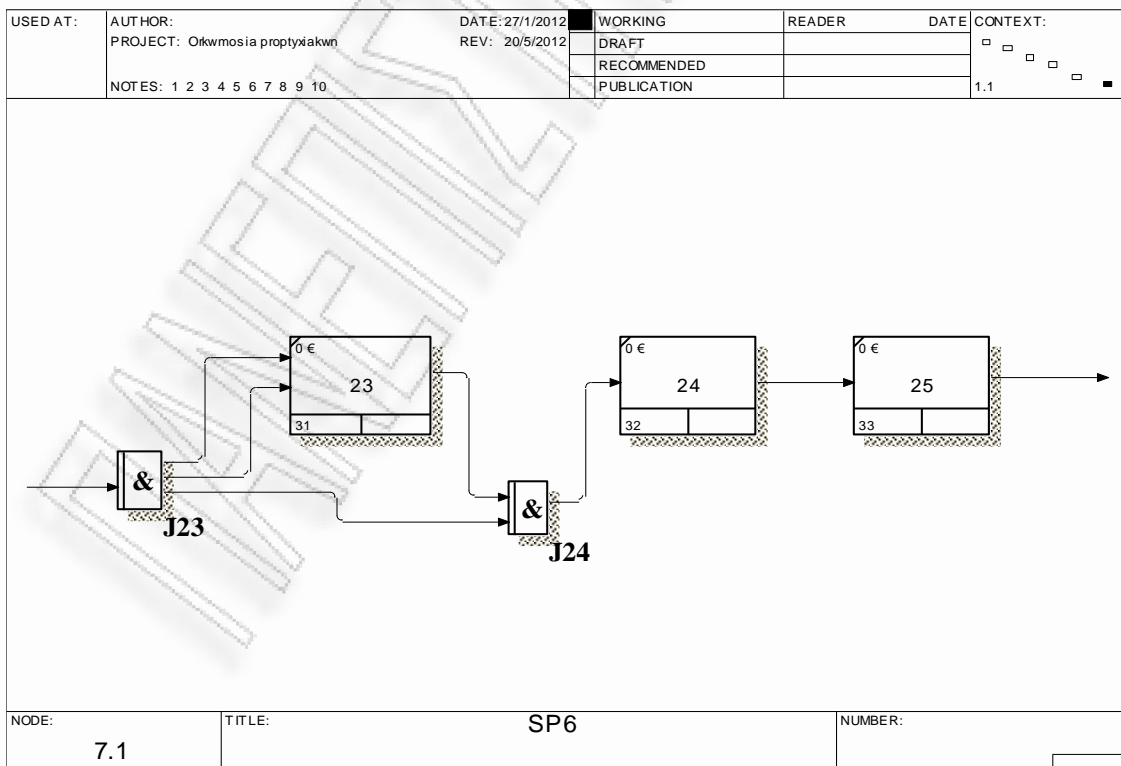 USED AT:
AUTHOR:
DATE: 27/1/2012
WORKING
READER
DATE
CONTEXT:
PROJECT: Orkwmosia proptyxiakwn
REV: 20/5/2012
DRAFT
RECOMMENDED
NOTES: 1 2 3 4 5 6 7 8 9 10
PUBLICATION
1.1
0 €
23
31
0 €
24
32
0 €
25
33
&
J23
&
J24
NODE:
7.1
TITLE:
SP6
NUMBER: